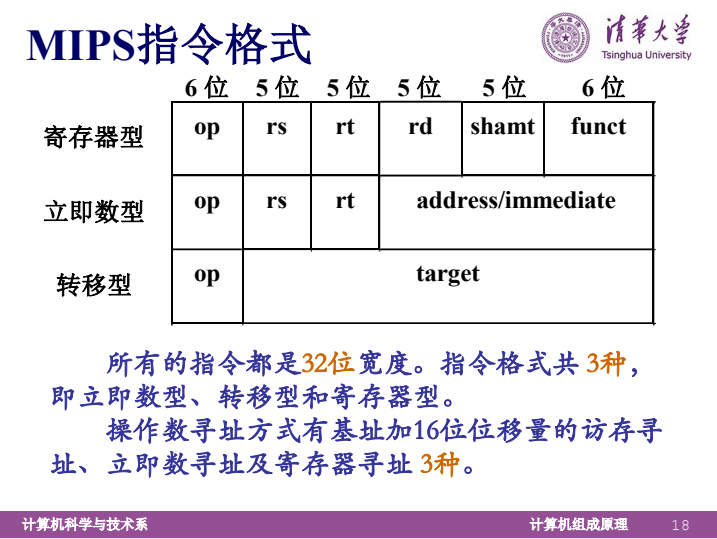 MIPS指令格式
清华大学
Tsinghua University
6 位 5 位 5 位 5 位 5 位 6 位
寄存器型 op rs rt rd shamt funct
立即数型 op rs rt address/immediate
转移型 op target
所有的指令都是32位宽度。指令格式共 3种，
即立即数型、转移型和寄存器型。
操作数寻址方式有基址加16位位移量的访存寻
址、立即数寻址及寄存器寻址 3种。
计算机科学与技术系 计算机组成原理 18